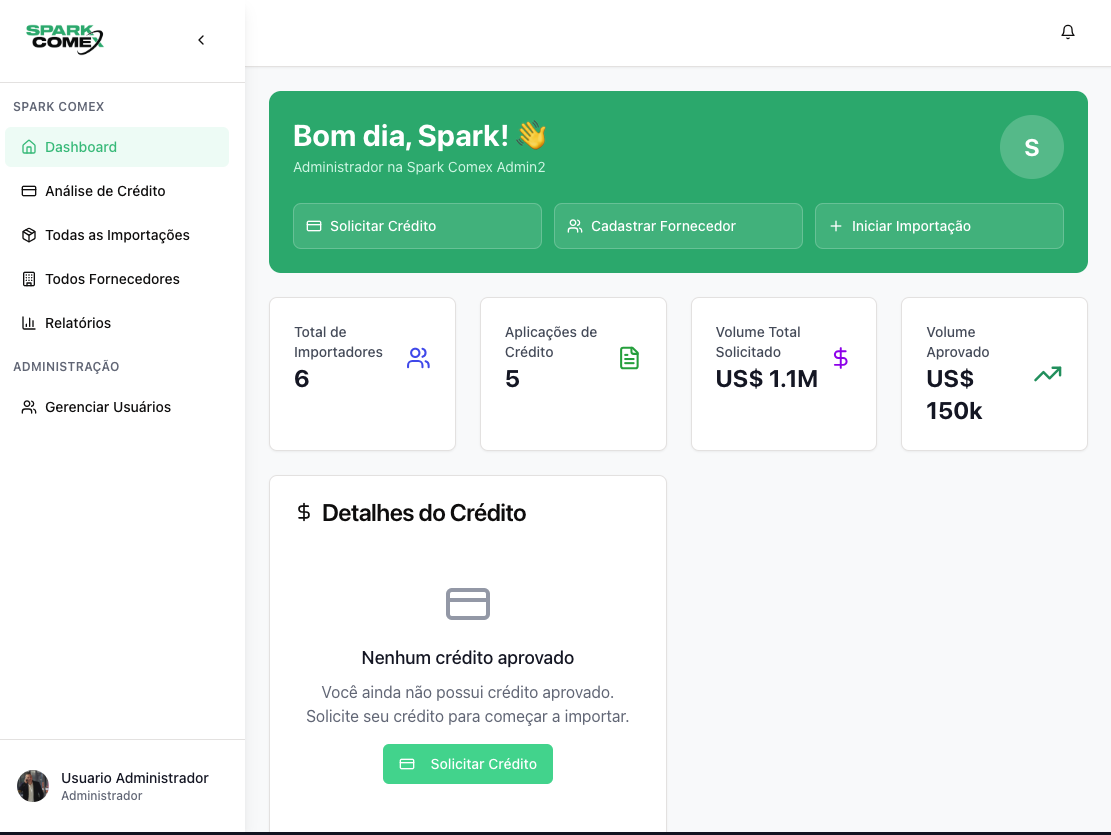 SPARK
COMEX
SPARK COMEX
Dashboard
Análise de Crédito
Todas as Importações
Todos Fornecedores
Relatórios
ADMINISTRAÇÃO
Gerenciar Usuários
Usuario Administrador
Administrador
Bom dia, Spark! 👋
Administrador na Spark Comex Admin2
S
Solicitar Crédito
Cadastrar Fornecedor
Iniciar Importação
Total de
Importadores
6
Aplicações de
Crédito
5
Volume Total
Solicitado
US$ 1.1M
Volume
Aprovado
US$
150k
Detalhes do Crédito
Nenhum crédito aprovado
Você ainda não possui crédito aprovado.
Solicite seu crédito para começar a importar.
Solicitar Crédito